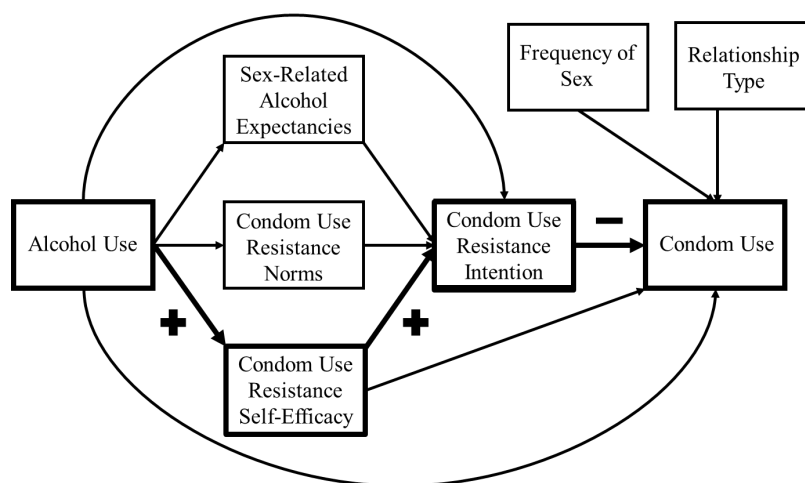 Sex-Related
Alcohol
Expectancies
Frequency of
Sex
Relationship
Type
Alcohol Use
Condom Use
Resistance
Norms
Condom Use
Resistance
Intention
–
Condom Use
+
+
Condom Use
Resistance
Self-Efficacy